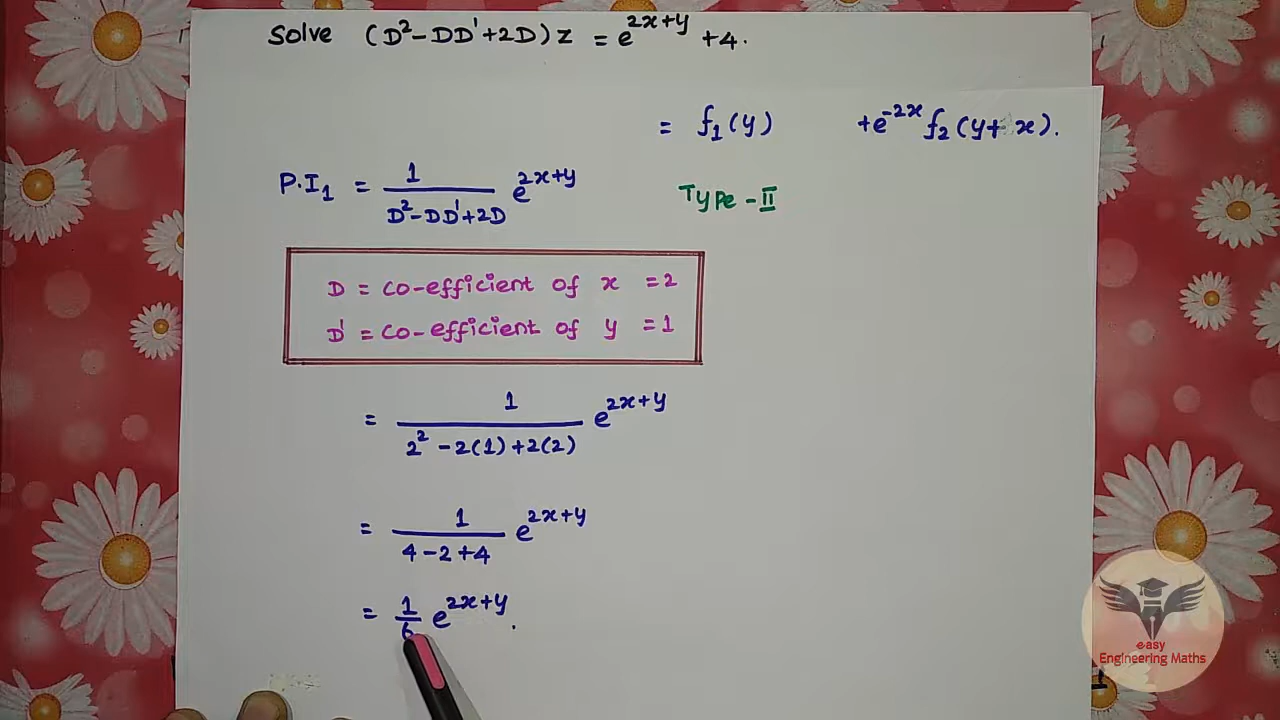 Solve (D²-DD'+2D)z = e^{2x+y} +4.
= f₁(y) +e^{-2x} f₂(y+ x).
P.I₁ = 1/(D²-DD'+2D) e^{2x+y} Type-II
D = co-efficient of x =2
D' = co-efficient of y =1
= 1/(2²-2(1)+2(2)) e^{2x+y}
= 1/(4-2+4) e^{2x+y}
= 1/6 e^{2x+y}.
easy
Engineering Maths